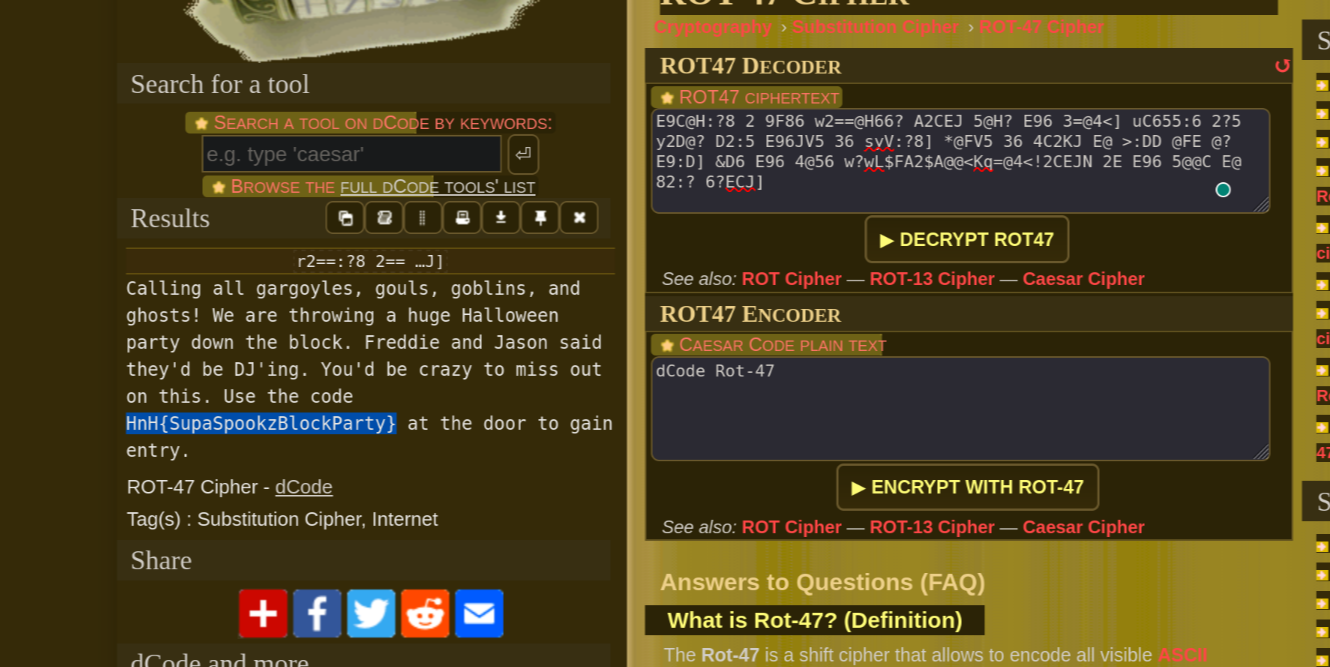 Search for a tool
SEARCH A TOOL ON DCODE BY KEYWORDS:
e.g. type 'caesar'
BROWSE THE FULL DCODE TOOLS' LIST
Results
r2==:?8 2== …J]
Calling all gargoyles, gouls, goblins, and
ghosts! We are throwing a huge Halloween
party down the block. Freddie and Jason said
they'd be DJ'ing. You'd be crazy to miss out
on this. Use the code
HnH{SupaSpookzBlockParty} at the door to gain
entry.
ROT-47 Cipher - dCode
Tag(s) : Substitution Cipher, Internet
Share
dCode and more
ROT-47 CIPHER
Cryptography › Substitution Cipher › ROT-47 Cipher
ROT47 DECODER
ROT47 CIPHERTEXT
E9C@H:?8 2 9F86 w2==@H66? A2CEJ 5@H? E96 3=@4<] uC655:6 2?5
y2D@? D2:5 E96JV5 36 syV:?8] *@FV5 36 4C2KJ E@ >:DD @FE @?
E9:D] &D6 E96 4@56 w?wL$FA2$A@@<Kq=@4<!2CEJN 2E E96 5@@C E@
82:? 6?ECJ]
▶ DECRYPT ROT47
See also: ROT Cipher — ROT-13 Cipher — Caesar Cipher
ROT47 ENCODER
CAESAR CODE PLAIN TEXT
dCode Rot-47
▶ ENCRYPT WITH ROT-47
See also: ROT Cipher — ROT-13 Cipher — Caesar Cipher
Answers to Questions (FAQ)
What is Rot-47? (Definition)
The Rot-47 is a shift cipher that allows to encode all visible ASCII